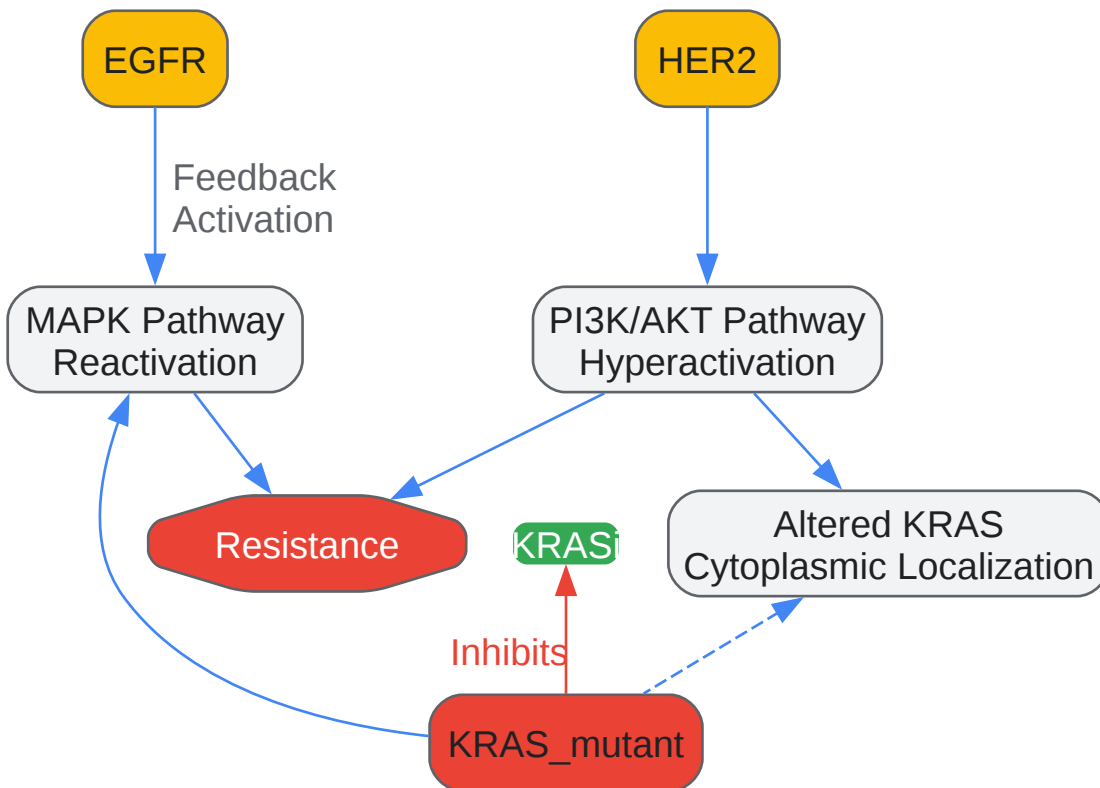 EGFR
HER2
Feedback
Activation
MAPK Pathway
Reactivation
PI3K/AKT Pathway
Hyperactivation
Resistance
KRASi
Altered KRAS
Cytoplasmic Localization
Inhibits
KRAS_mutant